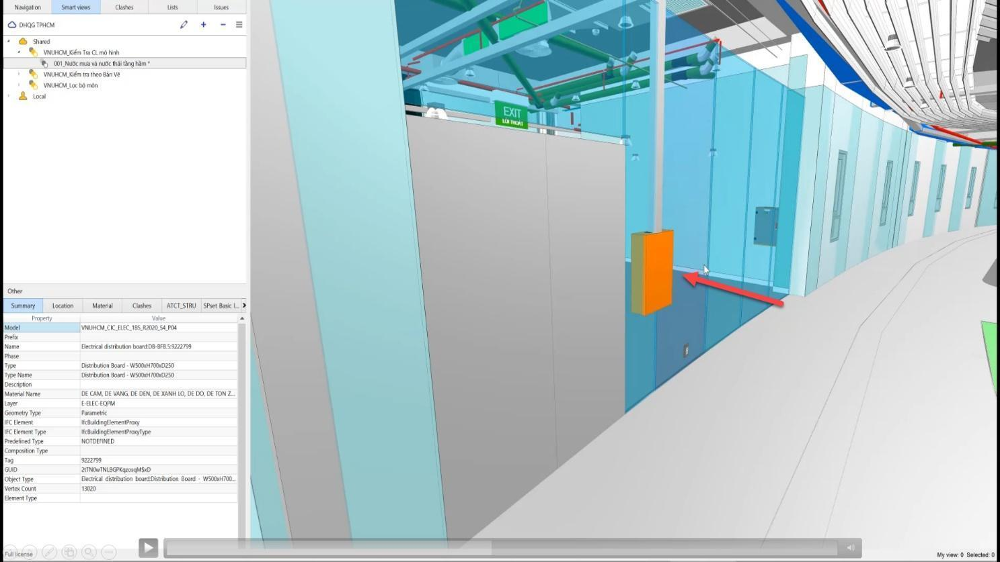 Navigation Smart views Clashes Lists Issues
DHQG TPHCM
Shared
VNUHCM_Kiểm Tra CL mô hình
001_Nước mưa và nước thải tầng hầm *
VNUHCM_Kiểm tra theo Bản Vẽ
VNUHCM_Lọc bộ môn
Local
EXIT
LỐI THOÁT
Other
Summary Location Material Clashes ATCT_STRU SPset Basic I...
Property Value
Model VNUHCM_CIC_ELEC_1BS_R2020_S4_P04
Prefix
Name Electrical distribution board:DB-BFB.5:9222799
Phase
Type Distribution Board - W500xH700xD250
Type Name Distribution Board - W500xH700xD250
Description
Material Name DE CAM, DE VANG, DE DEN, DE XANH LO, DE DO, DE TON Z...
Layer E-ELEC-EQPM
Geometry Type Parametric
IFC Element IfcBuildingElementProxy
IFC Element Type IfcBuildingElementProxyType
Predefined Type NOTDEFINED
Composition Type
Tag 9222799
GUID 2tTN0wTNLBGPKqzosqM$xD
Object Type Electrical distribution board:Distribution Board - W500xH700...
Vertex Count 13020
Element Type
Full license
My view: 0 Selected: 0